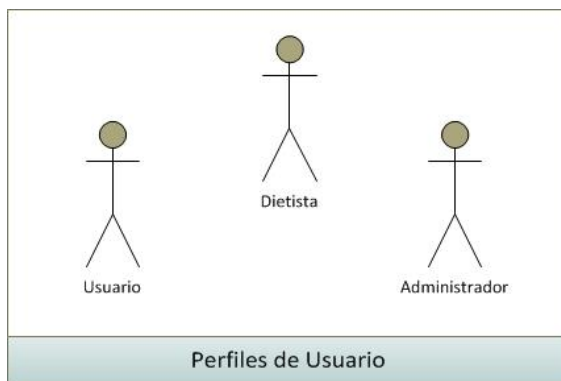 Dietista
Usuario
Administrador
Perfiles de Usuario